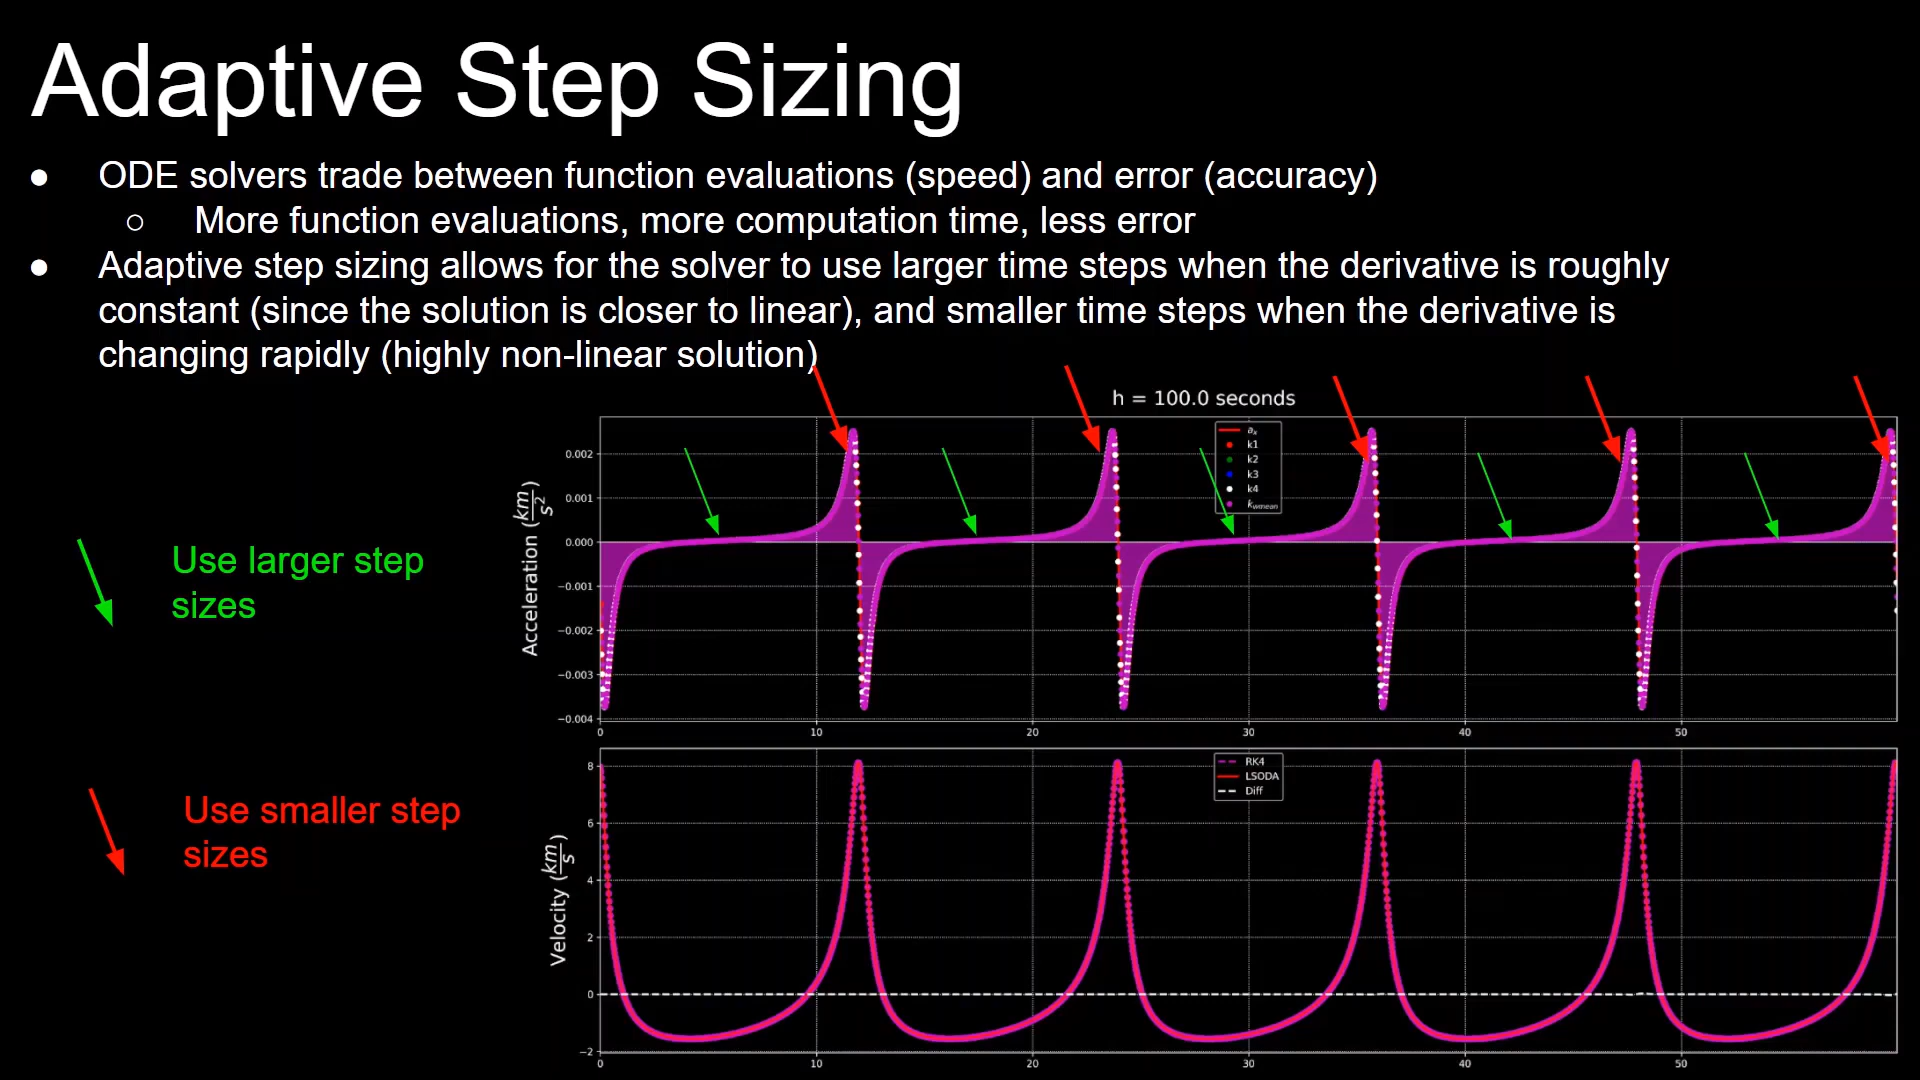 Adaptive Step Sizing
● ODE solvers trade between function evaluations (speed) and error (accuracy)
○ More function evaluations, more computation time, less error
● Adaptive step sizing allows for the solver to use larger time steps when the derivative is roughly
constant (since the solution is closer to linear), and smaller time steps when the derivative is
changing rapidly (highly non-linear solution)
Use larger step
sizes
Use smaller step
sizes
h = 100.0 seconds
Acceleration (km/s²)
0.002
0.001
0.000
−0.001
−0.002
−0.003
−0.004
aₓ
k1
k2
k3
k4
k_wmean
0 10 20 30 40 50
Velocity (km/s)
8
6
4
2
0
−2
RK4
LSODA
Diff
0 10 20 30 40 50